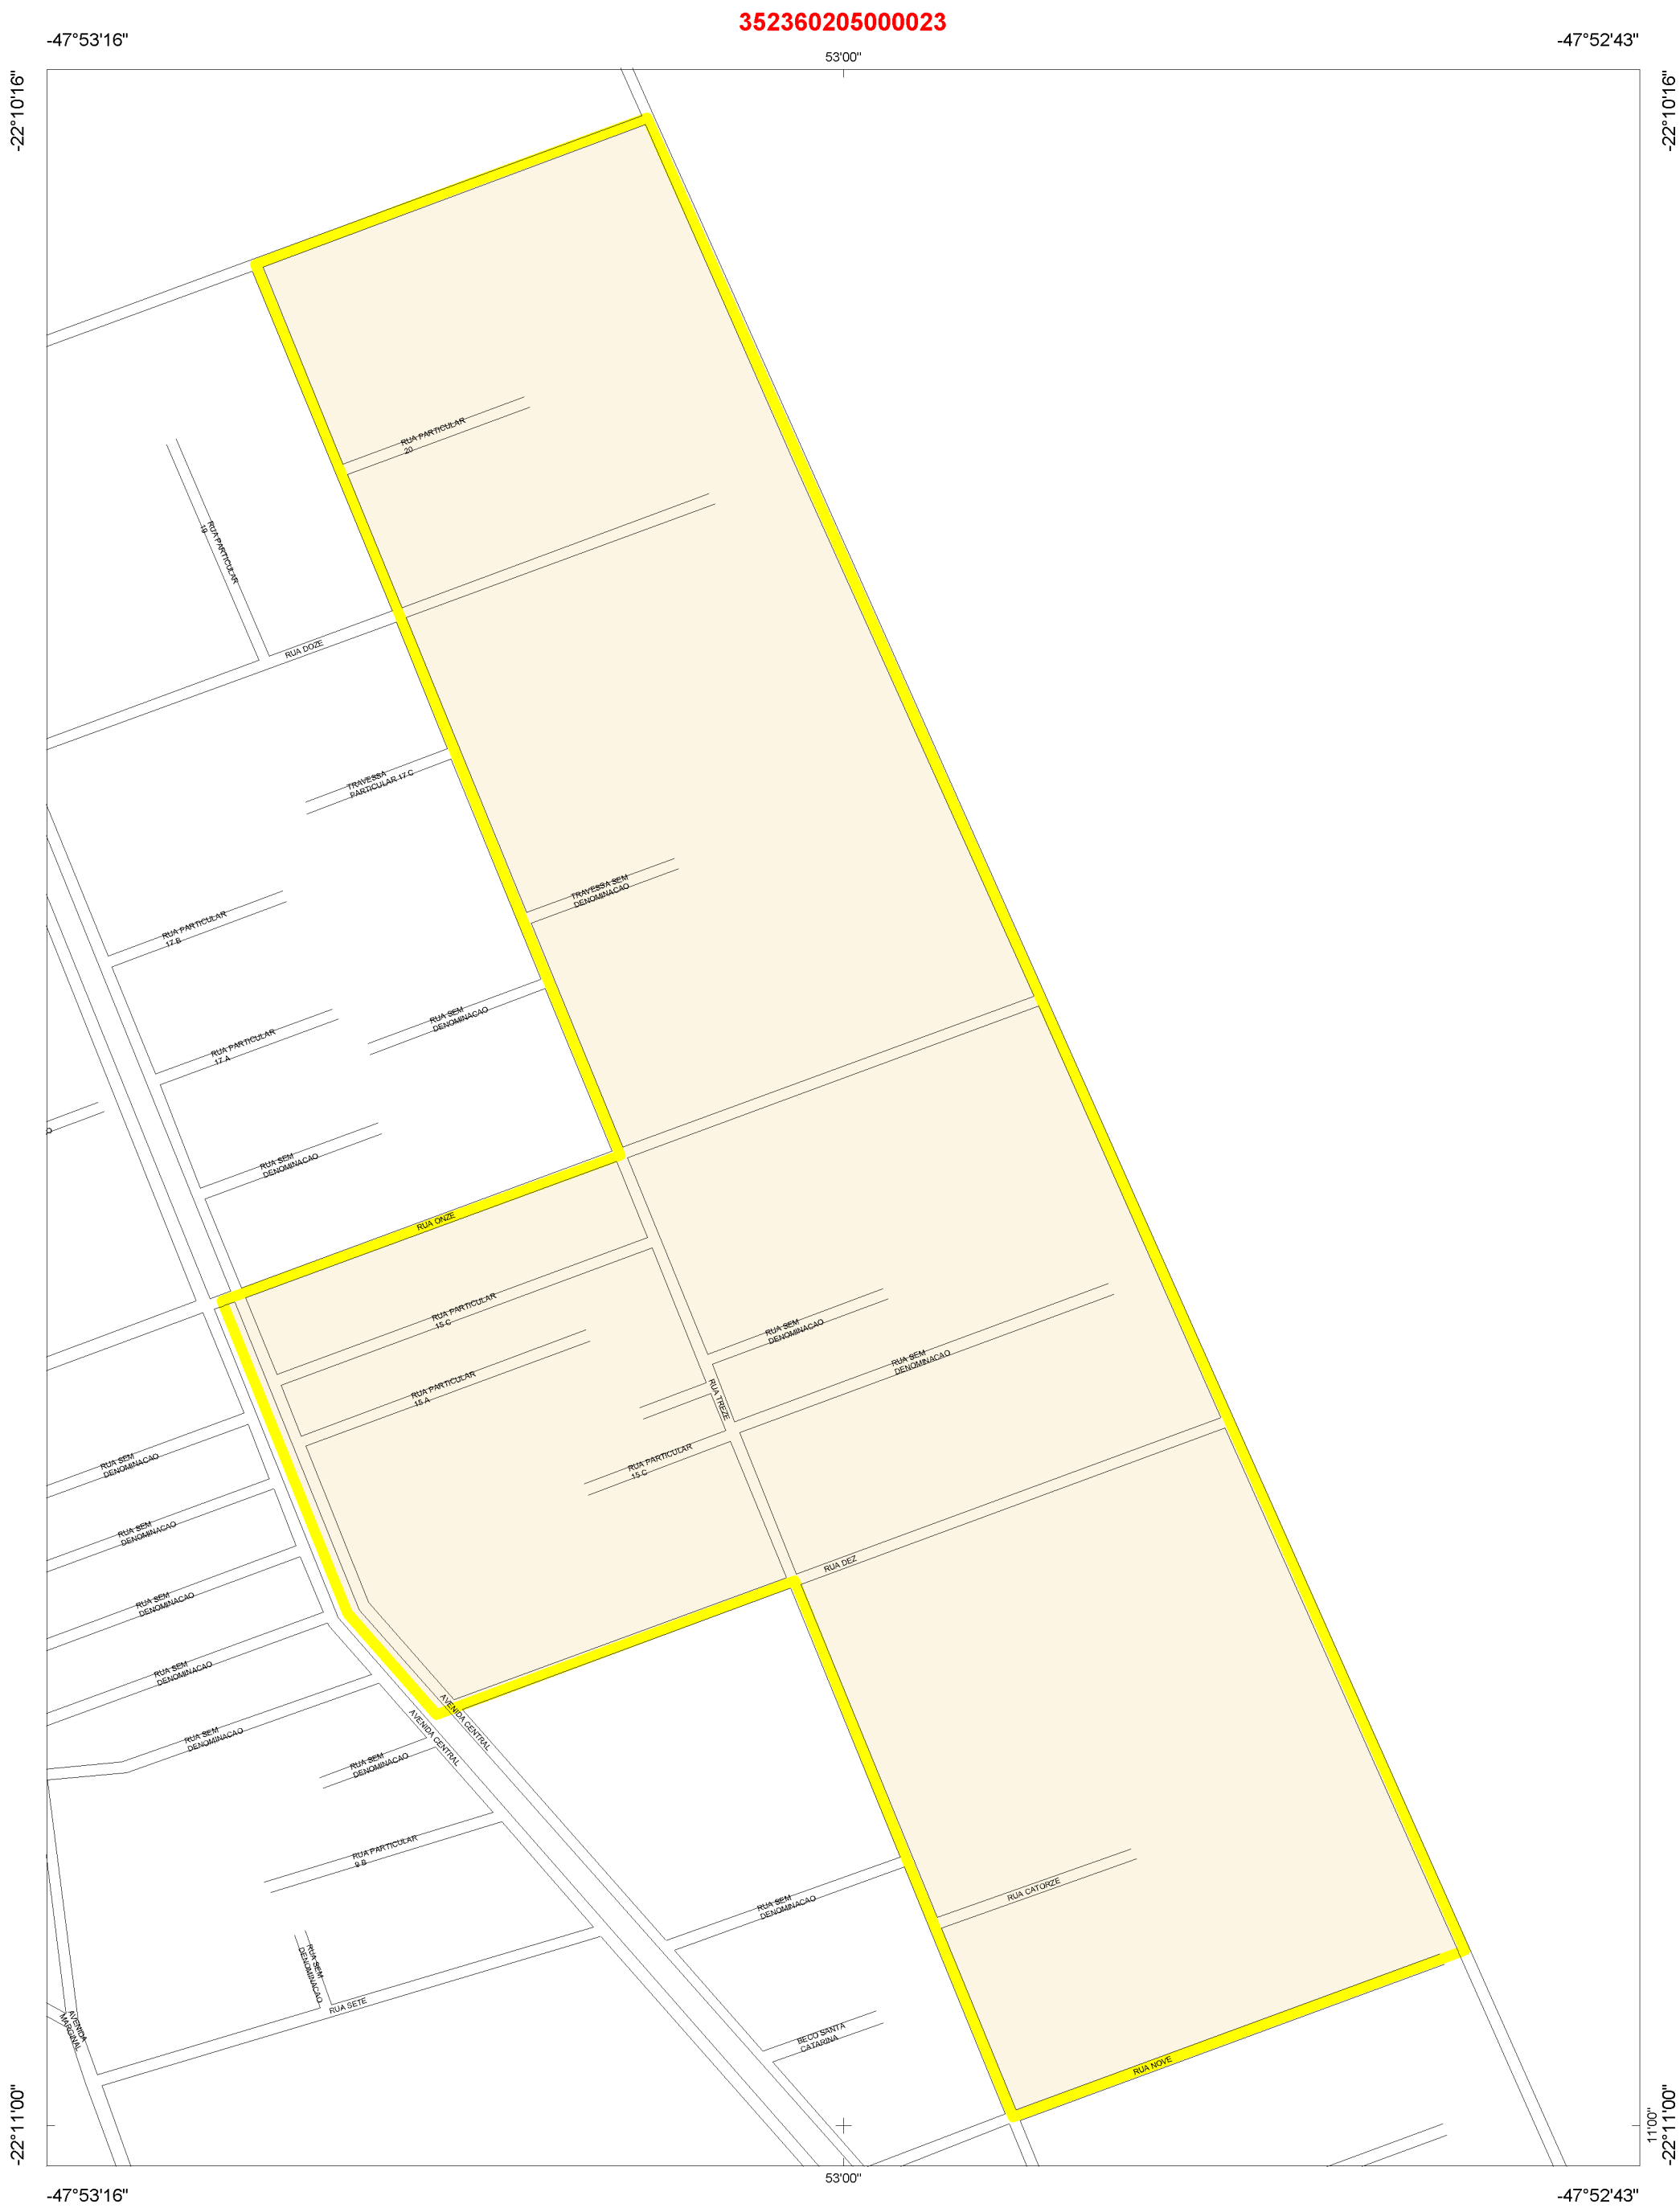 352360205000023
-47°53'16"
53'00"
-47°52'43"
-22°10'16"
-22°10'16"
RUA PARTICULAR
20
RUA PARTICULAR
19
RUA DOZE
TRAVESSA
PARTICULAR 17 C
TRAVESSA SEM
DENOMINACAO
RUA PARTICULAR
17 B
RUA SEM
DENOMINACAO
RUA PARTICULAR
17 A
O
RUA SEM
DENOMINACAO
RUA ONZE
RUA PARTICULAR
15 C
RUA SEM
DENOMINACAO
RUA SEM
DENOMINACAO
RUA PARTICULAR
15 A
RUA TREZE
RUA PARTICULAR
15 C
RUA SEM
DENOMINACAO
RUA SEM
DENOMINACAO
RUA DEZ
RUA SEM
DENOMINACAO
RUA SEM
DENOMINACAO
AVENIDA CENTRAL
AVENIDA CENTRAL
RUA SEM
DENOMINACAO
RUA SEM
DENOMINACAO
RUA PARTICULAR
9 B
RUA CATORZE
RUA SEM
DENOMINACAO
RUA SEM
DENOMINACAO
RUA SETE
AVENIDA
MARGINAL
BECO SANTA
CATARINA
RUA NOVE
-22°11'00"
11'00"
-22°11'00"
-47°53'16"
53'00"
-47°52'43"